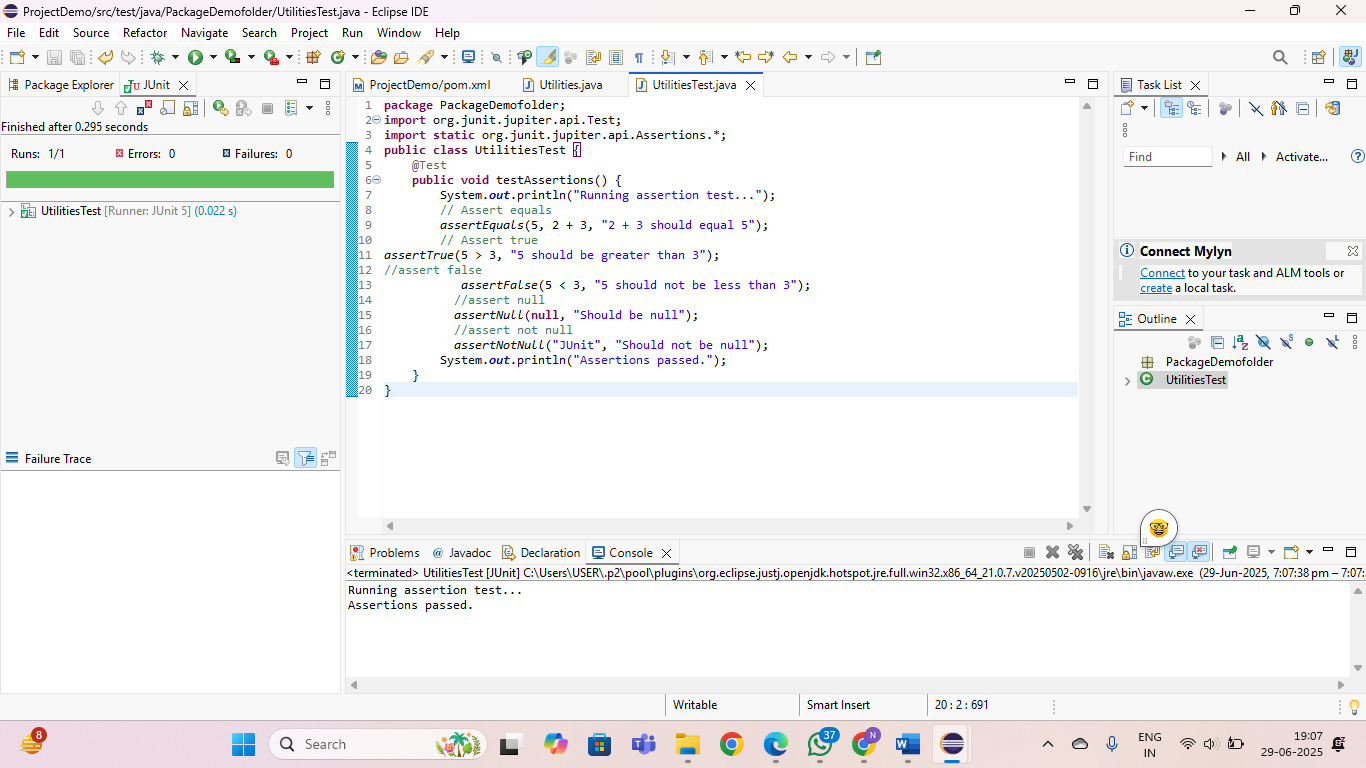 ProjectDemo/src/test/java/PackageDemofolder/UtilitiesTest.java - Eclipse IDE
File Edit Source Refactor Navigate Search Project Run Window Help
Package Explorer JUnit
Finished after 0.295 seconds
Runs: 1/1 Errors: 0 Failures: 0
UtilitiesTest [Runner: JUnit 5] (0.022 s)
Failure Trace
ProjectDemo/pom.xml Utilities.java UtilitiesTest.java
1 package PackageDemofolder;
2 import org.junit.jupiter.api.Test;
3 import static org.junit.jupiter.api.Assertions.*;
4 public class UtilitiesTest {
5 @Test
6 public void testAssertions() {
7 System.out.println("Running assertion test...");
8 // Assert equals
9 assertEquals(5, 2 + 3, "2 + 3 should equal 5");
10 // Assert true
11 assertTrue(5 > 3, "5 should be greater than 3");
12 //assert false
13 assertFalse(5 < 3, "5 should not be less than 3");
14 //assert null
15 assertNull(null, "Should be null");
16 //assert not null
17 assertNotNull("JUnit", "Should not be null");
18 System.out.println("Assertions passed.");
19 }
20 }
Task List
Find All Activate...
Connect Mylyn
Connect to your task and ALM tools or
create a local task.
Outline
PackageDemofolder
UtilitiesTest
Problems Javadoc Declaration Console
<terminated> UtilitiesTest [JUnit] C:\Users\USER\.p2\pool\plugins\org.eclipse.justj.openjdk.hotspot.jre.full.win32.x86_64_21.0.7.v20250502-0916\jre\bin\javaw.exe (29-Jun-2025, 7:07:38 pm – 7:07:
Running assertion test...
Assertions passed.
Writable Smart Insert 20 : 2 : 691
8
Search
37
N
ENG
IN
19:07
29-06-2025